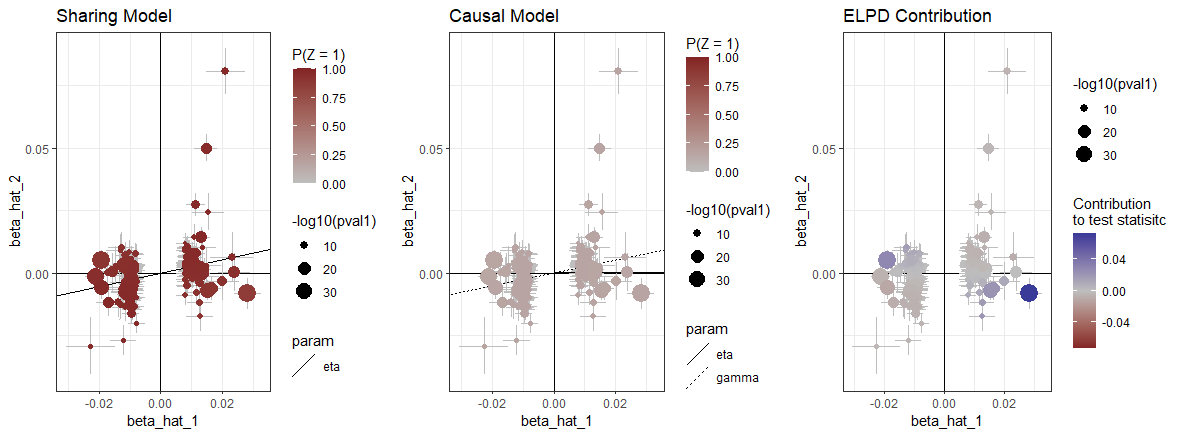 Sharing Model
beta_hat_2
0.05
0.00
-0.02
0.00
0.02
beta_hat_1
P(Z = 1)
1.00
0.75
0.50
0.25
0.00
-log10(pval1)
10
20
30
param
eta
Causal Model
beta_hat_2
0.05
0.00
-0.02
0.00
0.02
beta_hat_1
P(Z = 1)
1.00
0.75
0.50
0.25
0.00
-log10(pval1)
10
20
30
param
eta
gamma
ELPD Contribution
beta_hat_2
0.05
0.00
-0.02
0.00
0.02
beta_hat_1
-log10(pval1)
10
20
30
Contribution
to test statisitc
0.04
0.00
-0.04